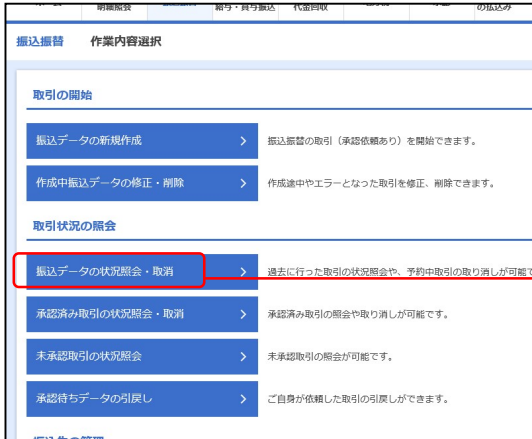 明細照会 給与・賞与振込 代金回収 の払込み
振込振替 作業内容選択
取引の開始
振込データの新規作成 振込振替の取引（承認依頼あり）を開始できます。
作成中振込データの修正・削除 作成途中やエラーとなった取引を修正、削除できます。
取引状況の照会
振込データの状況照会・取消 過去に行った取引の状況照会や、予約中取引の取り消しが可能で
承認済み取引の状況照会・取消 承認済み取引の照会や取り消しが可能です。
未承認取引の状況照会 未承認取引の照会が可能です。
承認待ちデータの引戻し ご自身が依頼した取引の引戻しができます。
振込先の管理